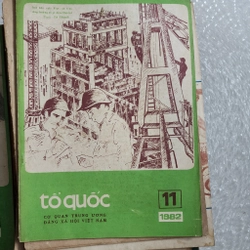 tổ quốc
CƠ QUAN TRUNG ƯƠNG
ĐẢNG XÃ HỘI VIỆT NAM
11
1982